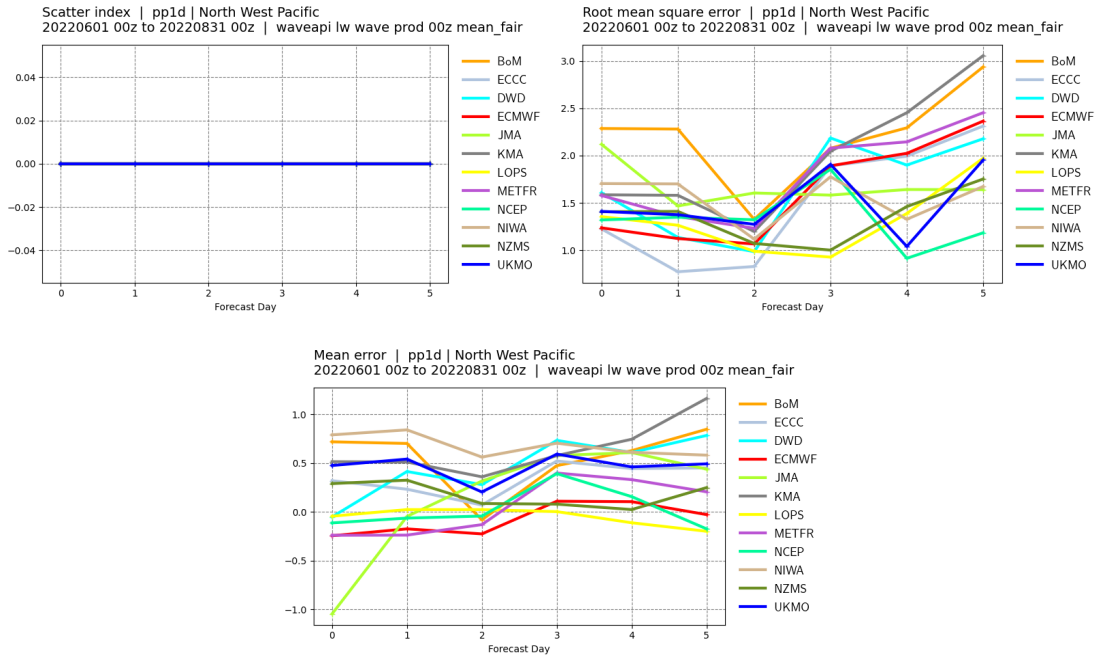 Scatter index | pp1d | North West Pacific
20220601 00z to 20220831 00z | waveapi lw wave prod 00z mean_fair
0.04
0.02
0.00
−0.02
−0.04
0 1 2 3 4 5
Forecast Day
BoM
ECCC
DWD
ECMWF
JMA
KMA
LOPS
METFR
NCEP
NIWA
NZMS
UKMO
Root mean square error | pp1d | North West Pacific
20220601 00z to 20220831 00z | waveapi lw wave prod 00z mean_fair
3.0
2.5
2.0
1.5
1.0
0 1 2 3 4 5
Forecast Day
BoM
ECCC
DWD
ECMWF
JMA
KMA
LOPS
METFR
NCEP
NIWA
NZMS
UKMO
Mean error | pp1d | North West Pacific
20220601 00z to 20220831 00z | waveapi lw wave prod 00z mean_fair
1.0
0.5
0.0
−0.5
−1.0
0 1 2 3 4 5
Forecast Day
BoM
ECCC
DWD
ECMWF
JMA
KMA
LOPS
METFR
NCEP
NIWA
NZMS
UKMO